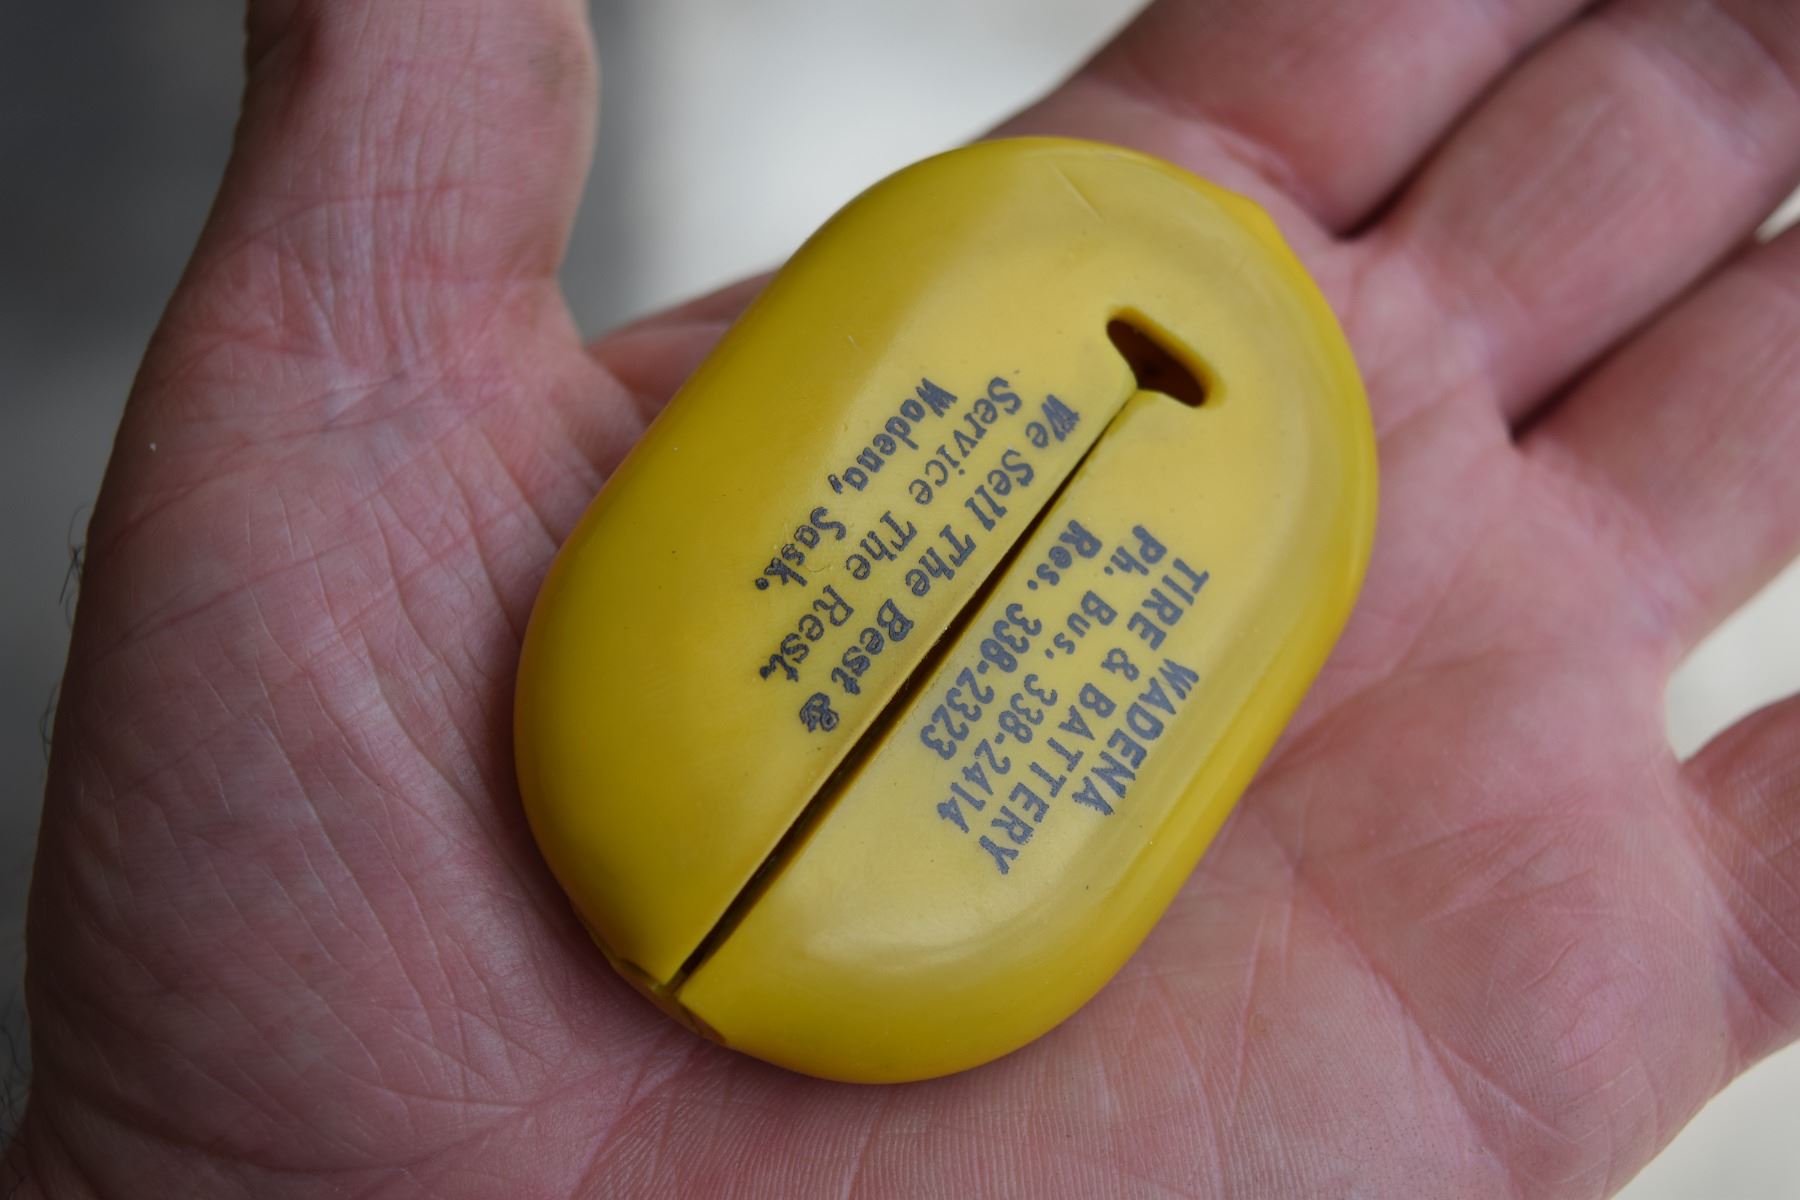 WADENA
TIRE & BATTERY
Ph. Bus. 338-2414
Res. 338-2323
We Sell The Best &
Service The Rest.
Wadena, Sask.